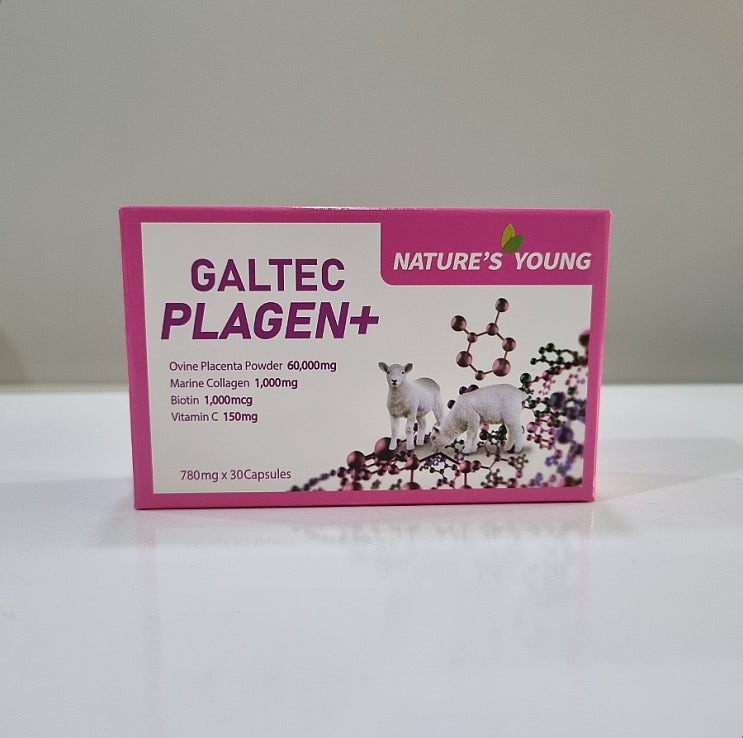 NATURE'S YOUNG
GALTEC
PLAGEN+
Ovine Placenta Powder 60,000mg
Marine Collagen 1,000mg
Biotin 1,000mcg
Vitamin C 150mg
780mg x 30Capsules